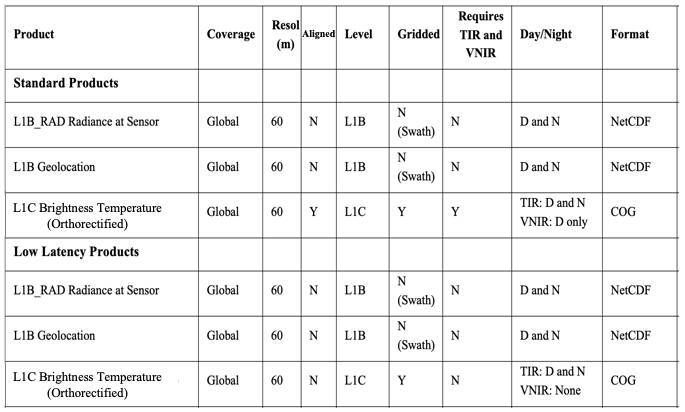 Product Coverage Resol (m) Aligned Level Gridded Requires TIR and VNIR Day/Night Format
Standard Products
L1B_RAD Radiance at Sensor Global 60 N L1B N (Swath) N D and N NetCDF
L1B Geolocation Global 60 N L1B N (Swath) N D and N NetCDF
L1C Brightness Temperature (Orthorectified) Global 60 Y L1C Y Y TIR: D and N VNIR: D only COG
Low Latency Products
L1B_RAD Radiance at Sensor Global 60 N L1B N (Swath) N D and N NetCDF
L1B Geolocation Global 60 N L1B N (Swath) N D and N NetCDF
L1C Brightness Temperature (Orthorectified) Global 60 N L1C Y N TIR: D and N VNIR: None COG